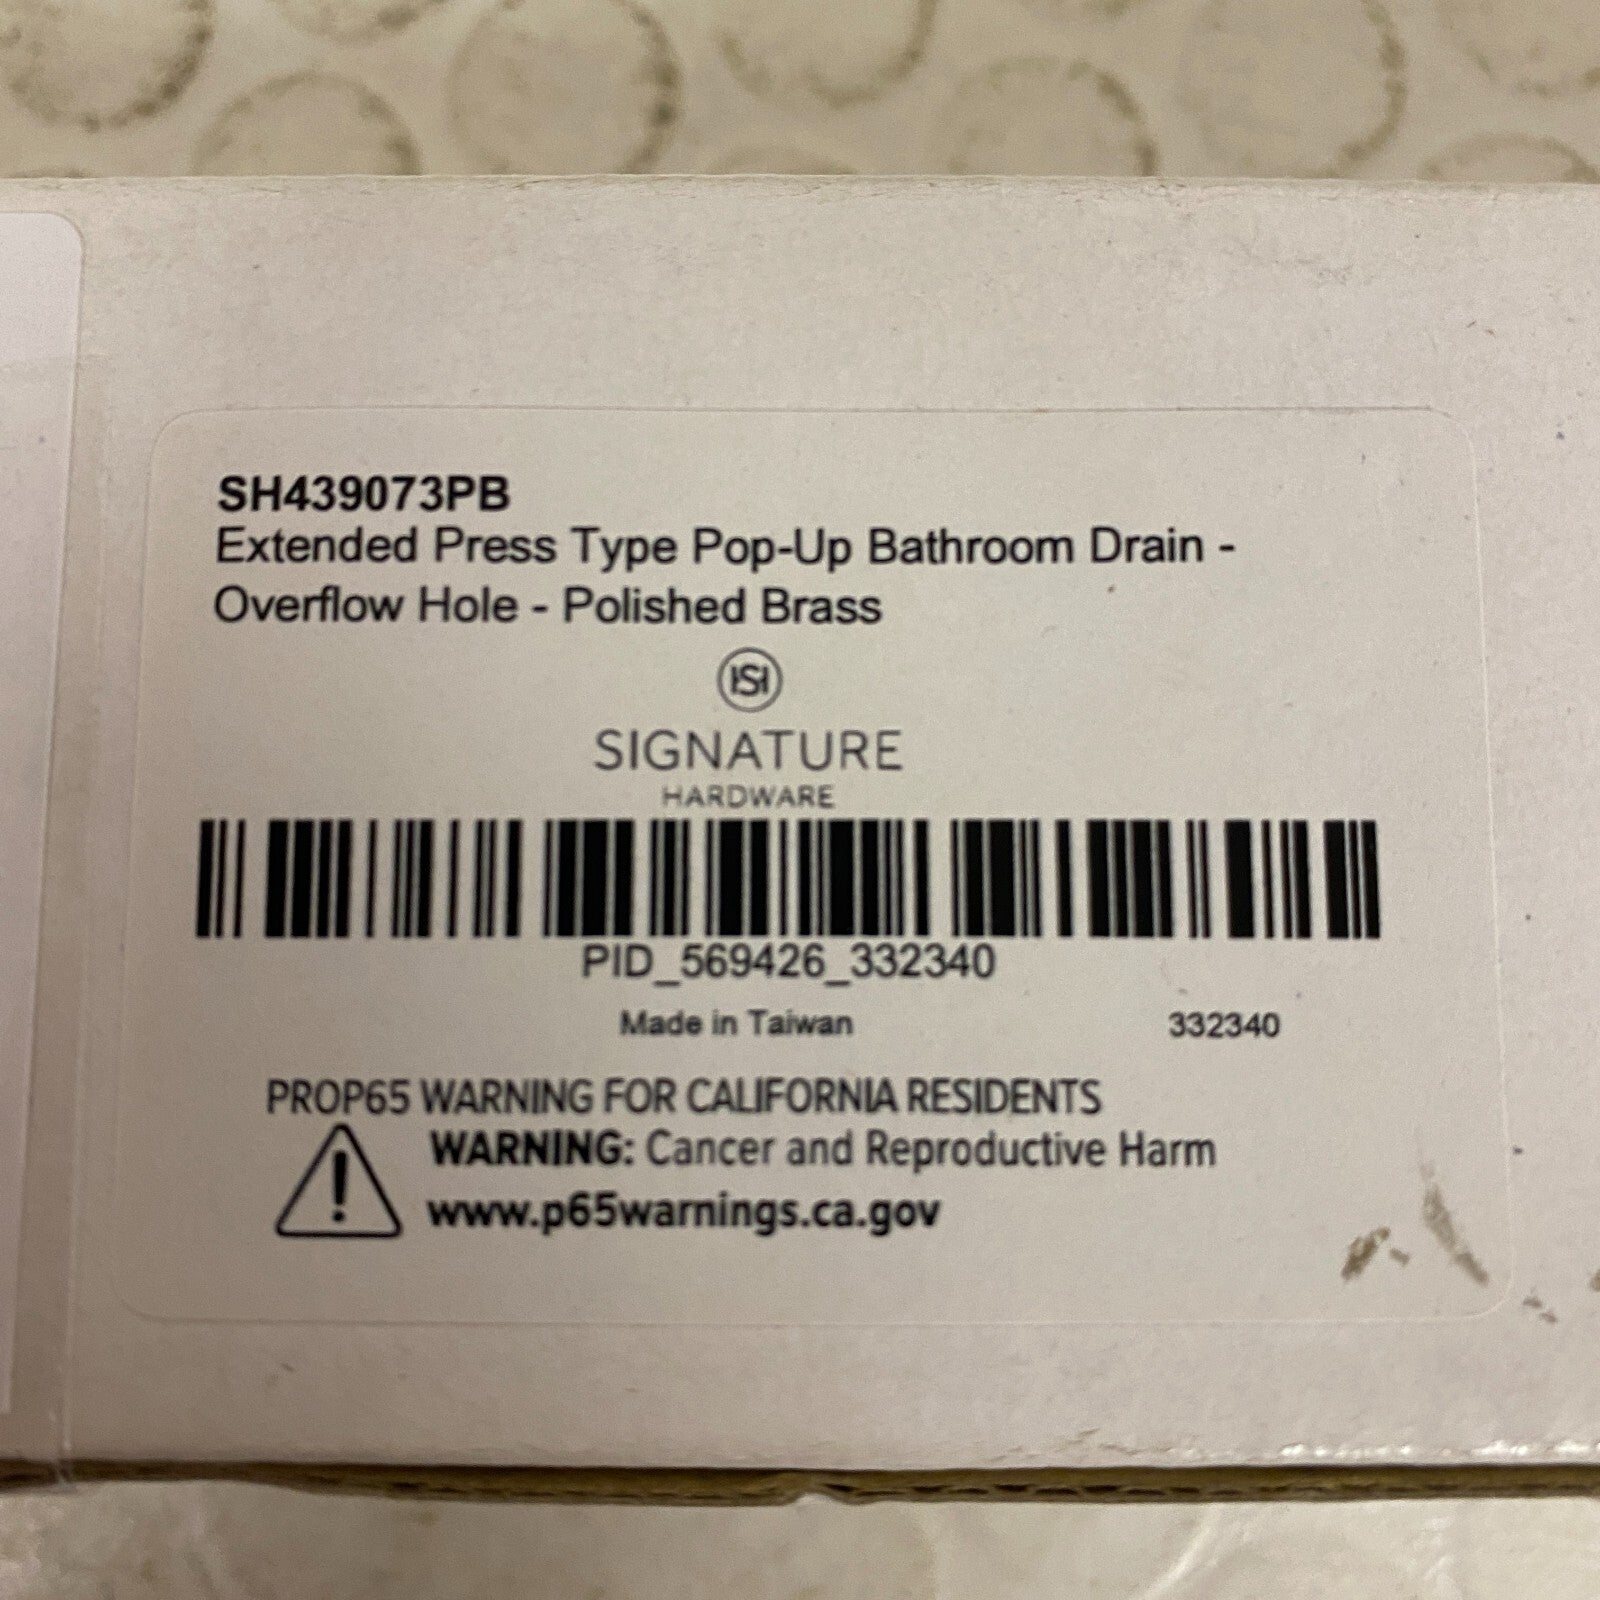 SH439073PB
Extended Press Type Pop-Up Bathroom Drain -
Overflow Hole - Polished Brass
SIGNATURE
HARDWARE
PID_569426_332340
Made in Taiwan 332340
PROP65 WARNING FOR CALIFORNIA RESIDENTS
WARNING: Cancer and Reproductive Harm
www.p65warnings.ca.gov